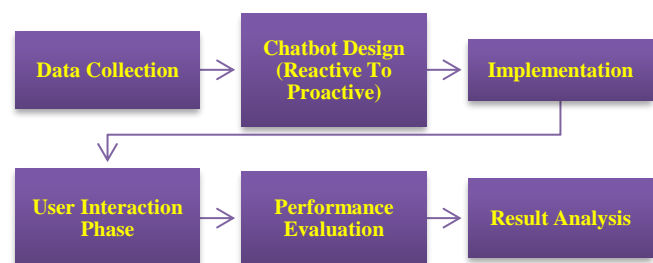 Data Collection
Chatbot Design
(Reactive To
Proactive)
Implementation
User Interaction
Phase
Performance
Evaluation
Result Analysis